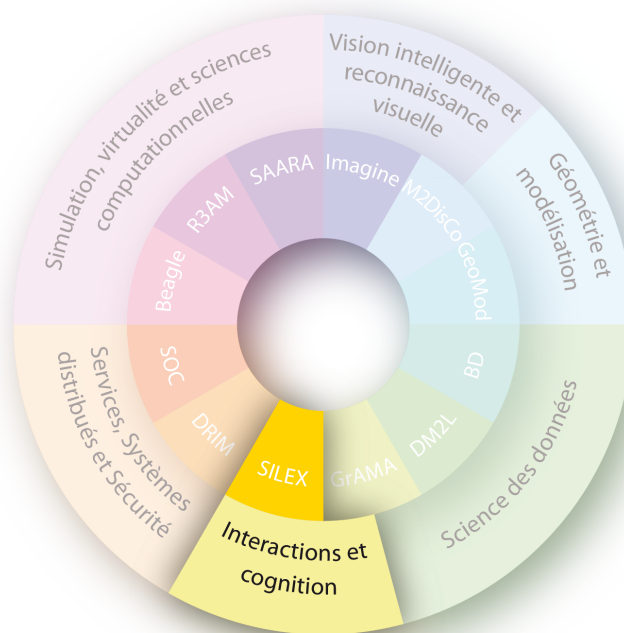 Simulation, virtualité et sciences
computationnelles
Vision intelligente et
reconnaissance
visuelle
Géométrie et
modélisation
Science des données
Interactions et
cognition
Services, Systèmes
distribués et Sécurité
SAARA
Imagine
M2DisCo
GeoMod
BD
DM2L
GrAMA
SILEX
DRIM
SOC
Beagle
R3AM